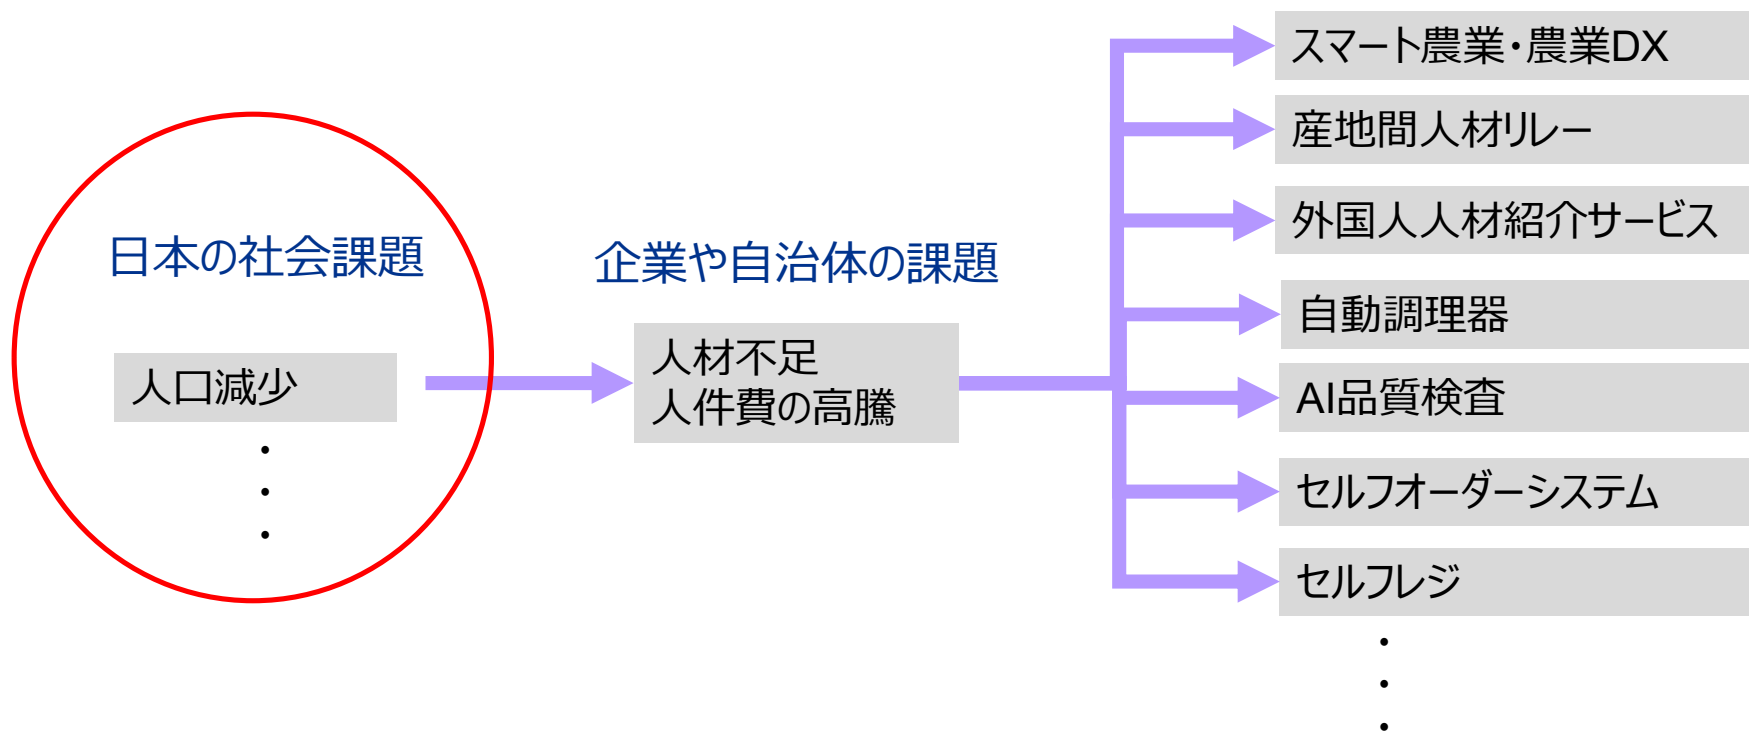 日本の社会課題
人口減少
・
・
・
企業や自治体の課題
人材不足
人件費の高騰
スマート農業・農業DX
産地間人材リレー
外国人人材紹介サービス
自動調理器
AI品質検査
セルフオーダーシステム
セルフレジ
・
・
・